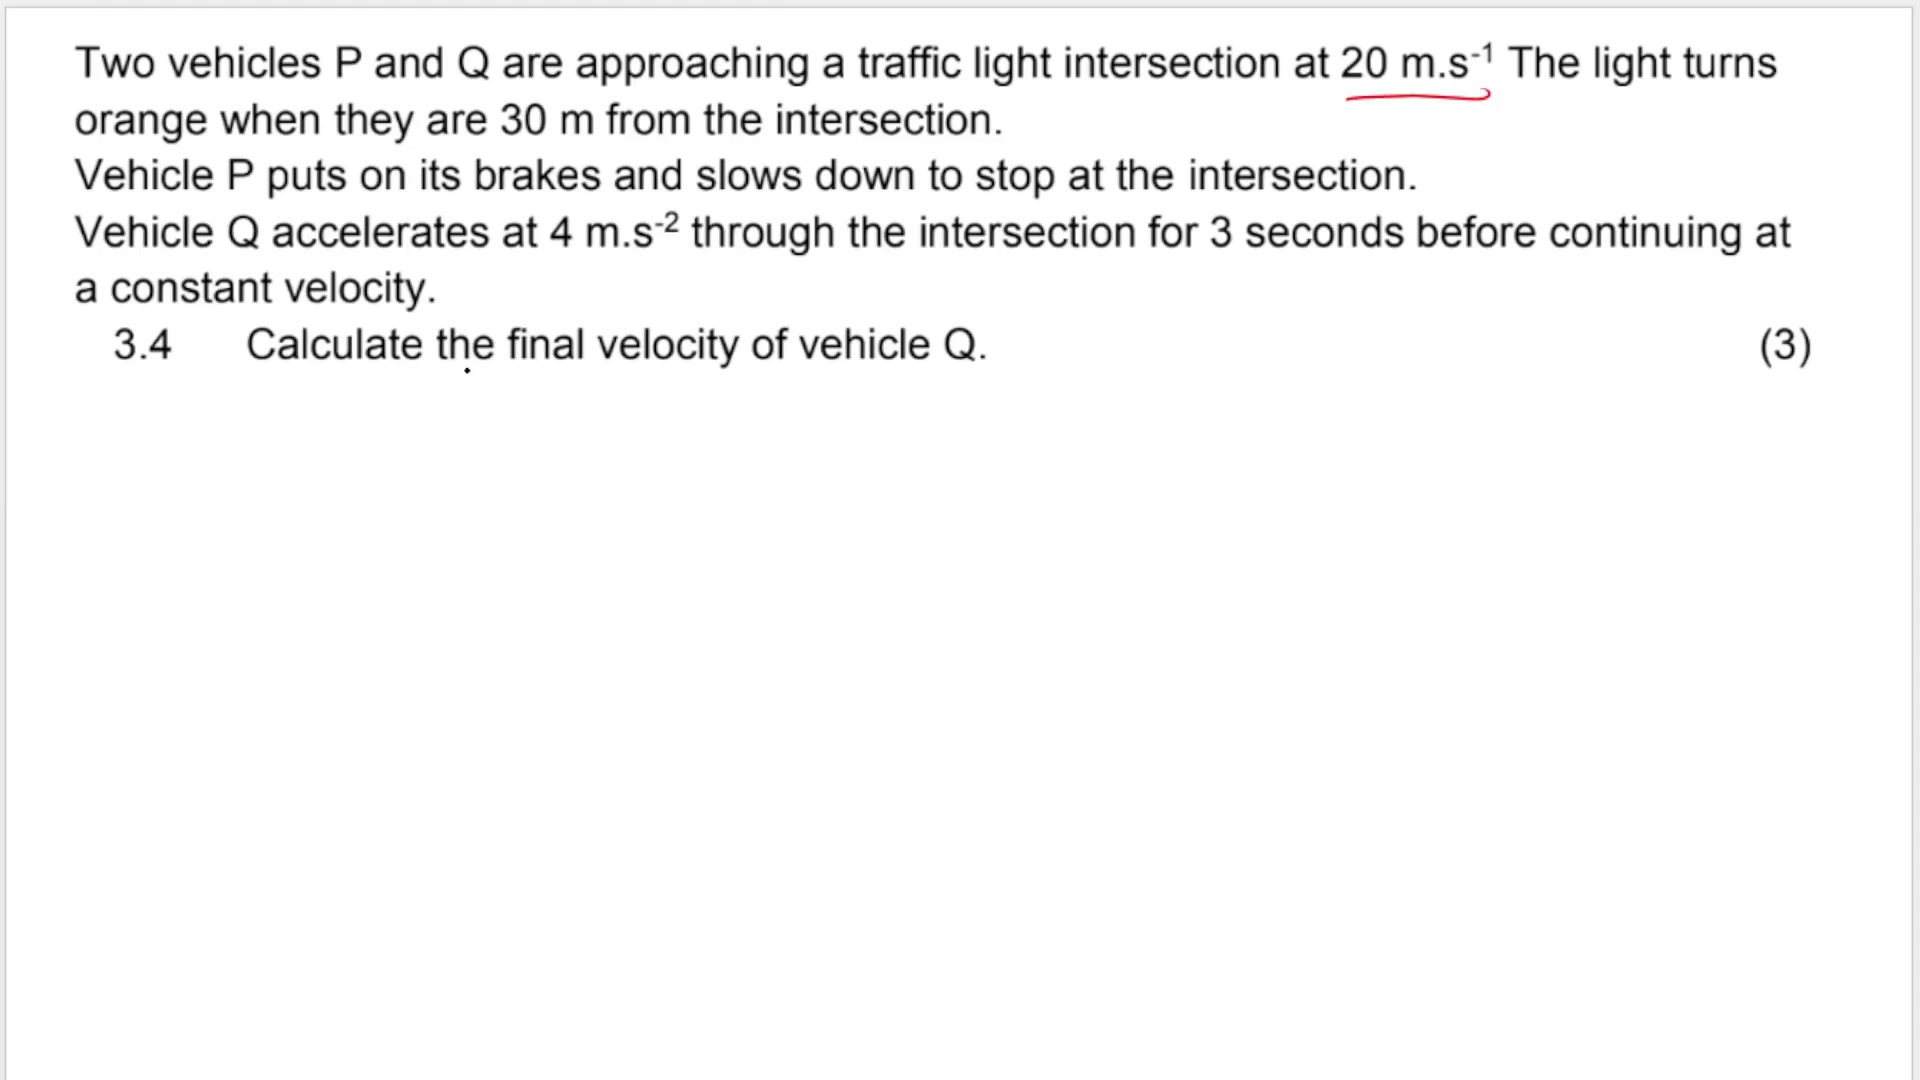 Two vehicles P and Q are approaching a traffic light intersection at 20 m.s⁻¹ The light turns
orange when they are 30 m from the intersection.
Vehicle P puts on its brakes and slows down to stop at the intersection.
Vehicle Q accelerates at 4 m.s⁻² through the intersection for 3 seconds before continuing at
a constant velocity.
3.4 Calculate the final velocity of vehicle Q. (3)